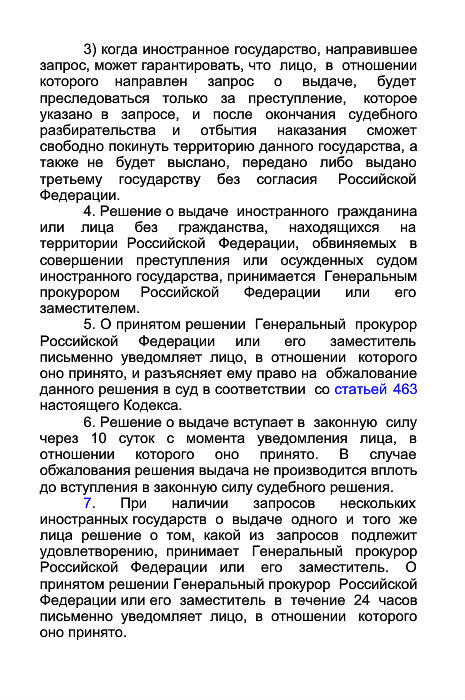 3) когда иностранное государство, направившее
запрос, может гарантировать, что лицо, в отношении
которого направлен запрос о выдаче, будет
преследоваться только за преступление, которое
указано в запросе, и после окончания судебного
разбирательства и отбытия наказания сможет
свободно покинуть территорию данного государства, а
также не будет выслано, передано либо выдано
третьему государству без согласия Российской
Федерации.
4. Решение о выдаче иностранного гражданина
или лица без гражданства, находящихся на
территории Российской Федерации, обвиняемых в
совершении преступления или осужденных судом
иностранного государства, принимается Генеральным
прокурором Российской Федерации или его
заместителем.
5. О принятом решении Генеральный прокурор
Российской Федерации или его заместитель
письменно уведомляет лицо, в отношении которого
оно принято, и разъясняет ему право на обжалование
данного решения в суд в соответствии со статьей 463
настоящего Кодекса.
6. Решение о выдаче вступает в законную силу
через 10 суток с момента уведомления лица, в
отношении которого оно принято. В случае
обжалования решения выдача не производится вплоть
до вступления в законную силу судебного решения.
7. При наличии запросов нескольких
иностранных государств о выдаче одного и того же
лица решение о том, какой из запросов подлежит
удовлетворению, принимает Генеральный прокурор
Российской Федерации или его заместитель. О
принятом решении Генеральный прокурор Российской
Федерации или его заместитель в течение 24 часов
письменно уведомляет лицо, в отношении которого
оно принято.